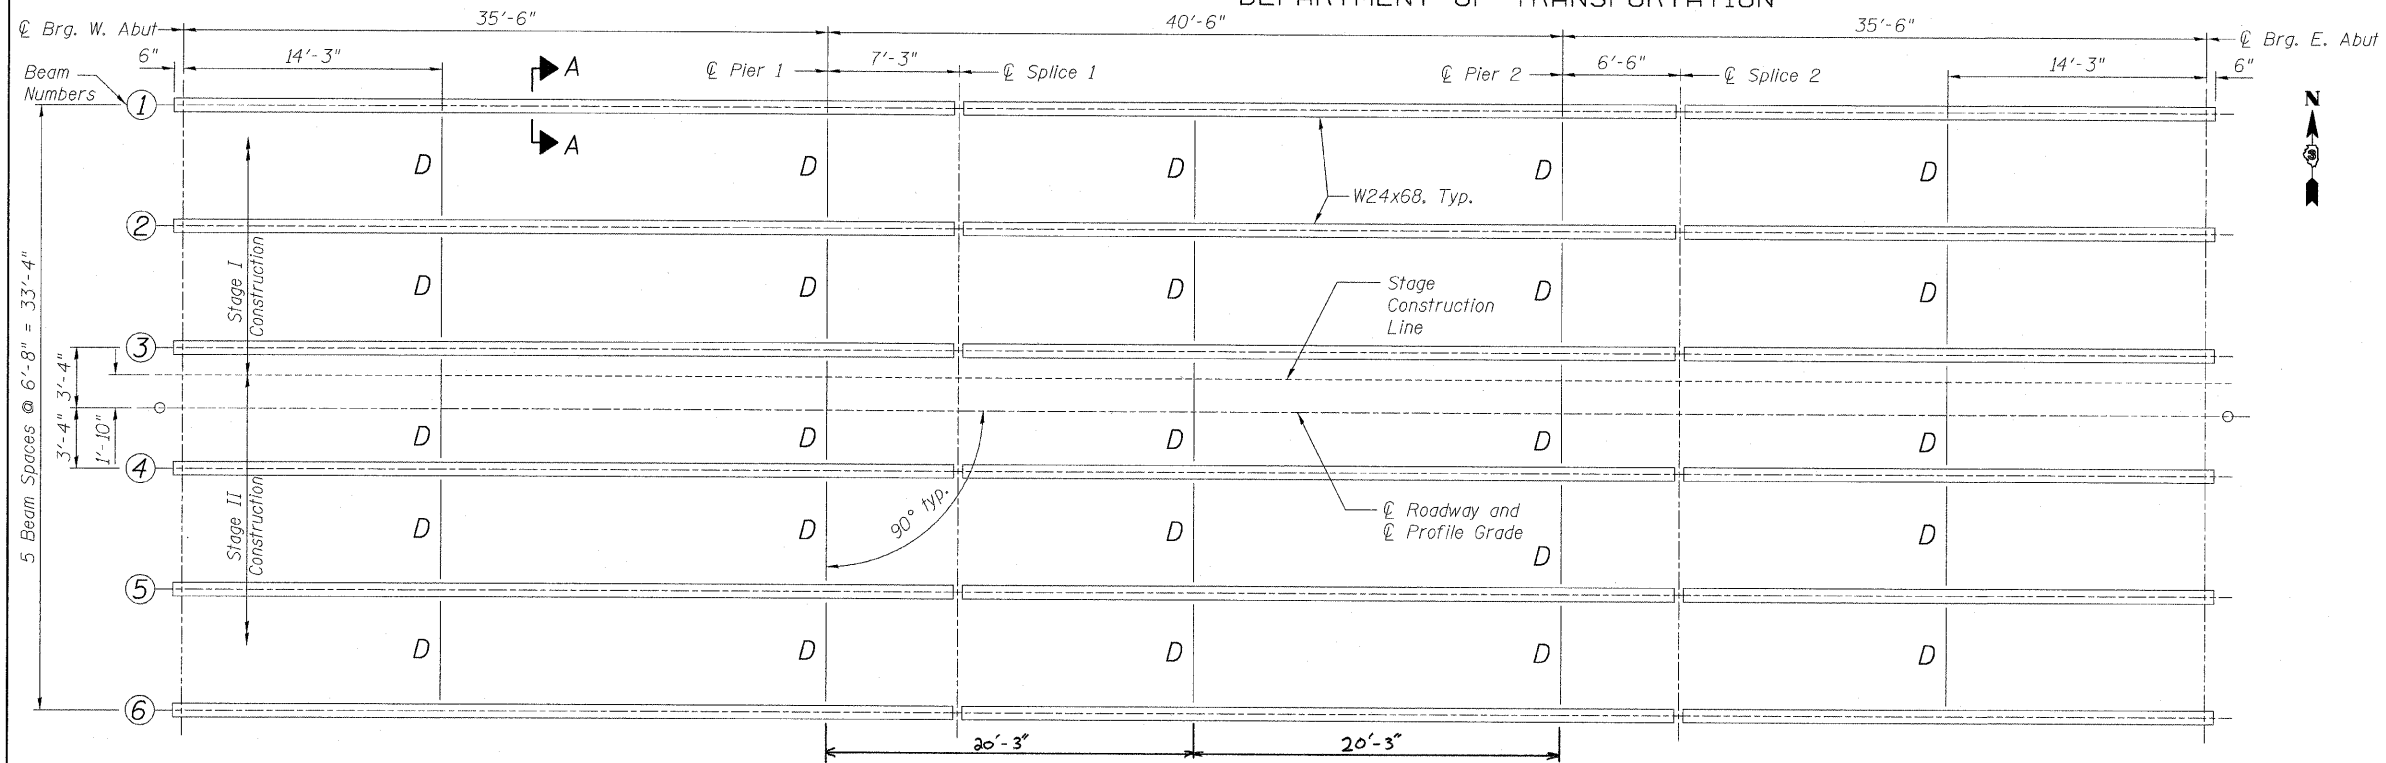 DEPARTMENT OF TRANSPORTATION
35'-6"
40'-6"
35'-6"
℄ Brg. W. Abut
℄ Brg. E. Abut
6"
14'-3"
A
℄ Pier 1
7'-3"
℄ Splice 1
℄ Pier 2
6'-6"
℄ Splice 2
14'-3"
6"
Beam
Numbers
1
A
N
D
D
D
D
D
W24x68, Typ.
2
Stage I
Construction
D
D
D
D
D
Stage
Construction
Line
5 Beam Spaces @ 6'-8" = 33'-4"
3
3'-4"
3'-4"
1'-10"
D
D
D
D
D
4
Stage II
Construction
90° typ.
℄ Roadway and
℄ Profile Grade
D
D
D
D
D
5
D
D
D
D
D
6
20'-3"
20'-3"